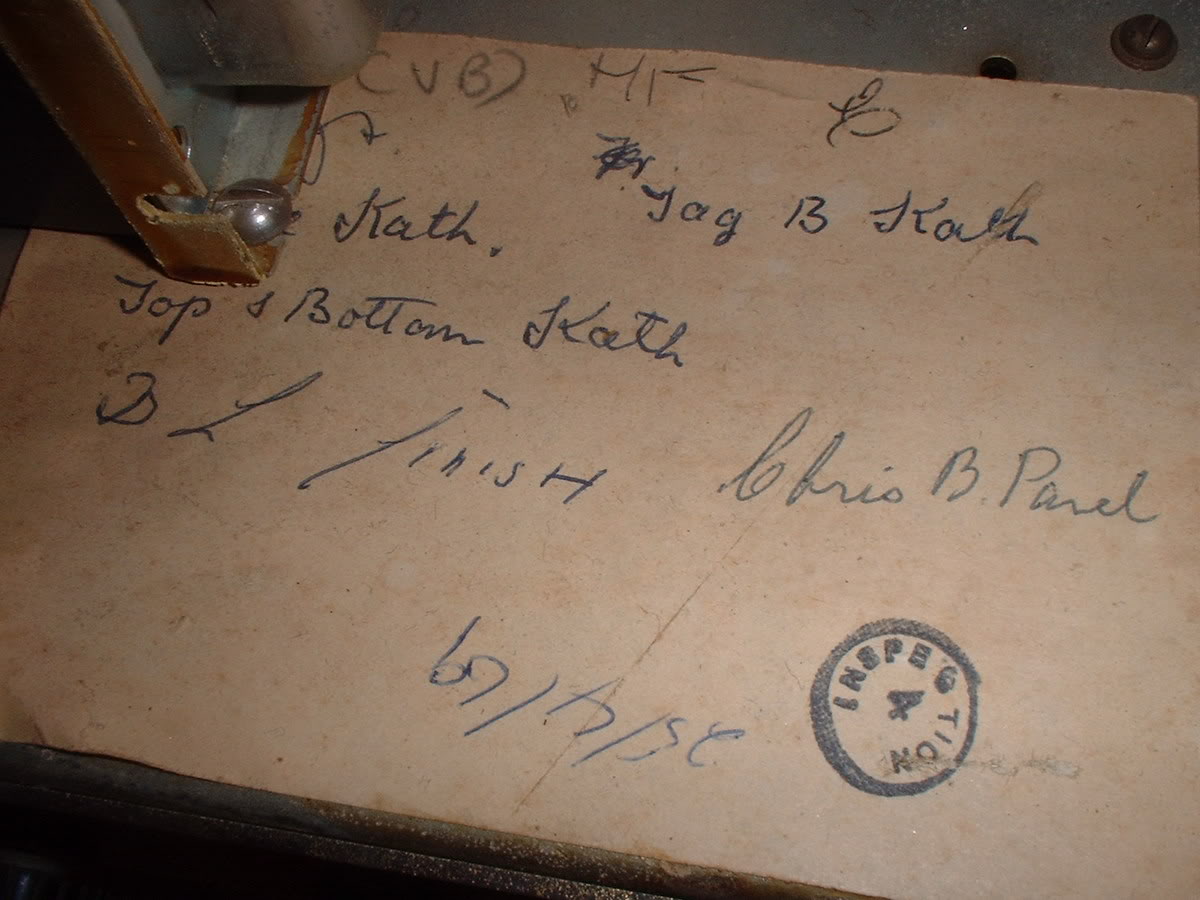 (VB) HF
Kath.
Tag B Kath
Top & Bottom Kath
B L finish
Chris B. Panel
INSPECTION
4